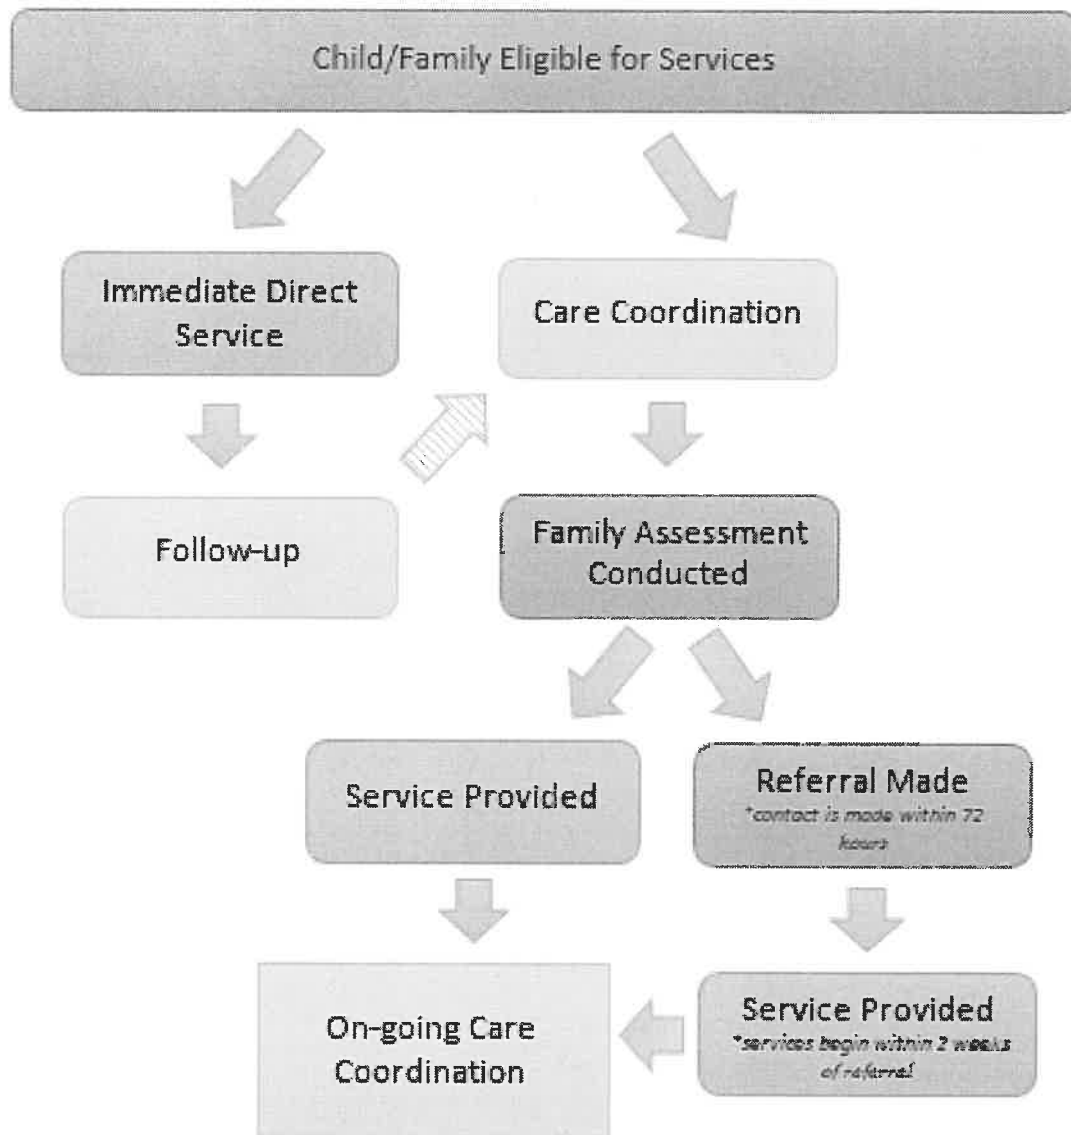 Child/Family Eligible for Services
Immediate Direct
Service
Care Coordination
Follow-up
Family Assessment
Conducted
Service Provided
Referral Made
*contact is made within 72
hours
On-going Care
Coordination
Service Provided
*services begin within 2 weeks
of referral